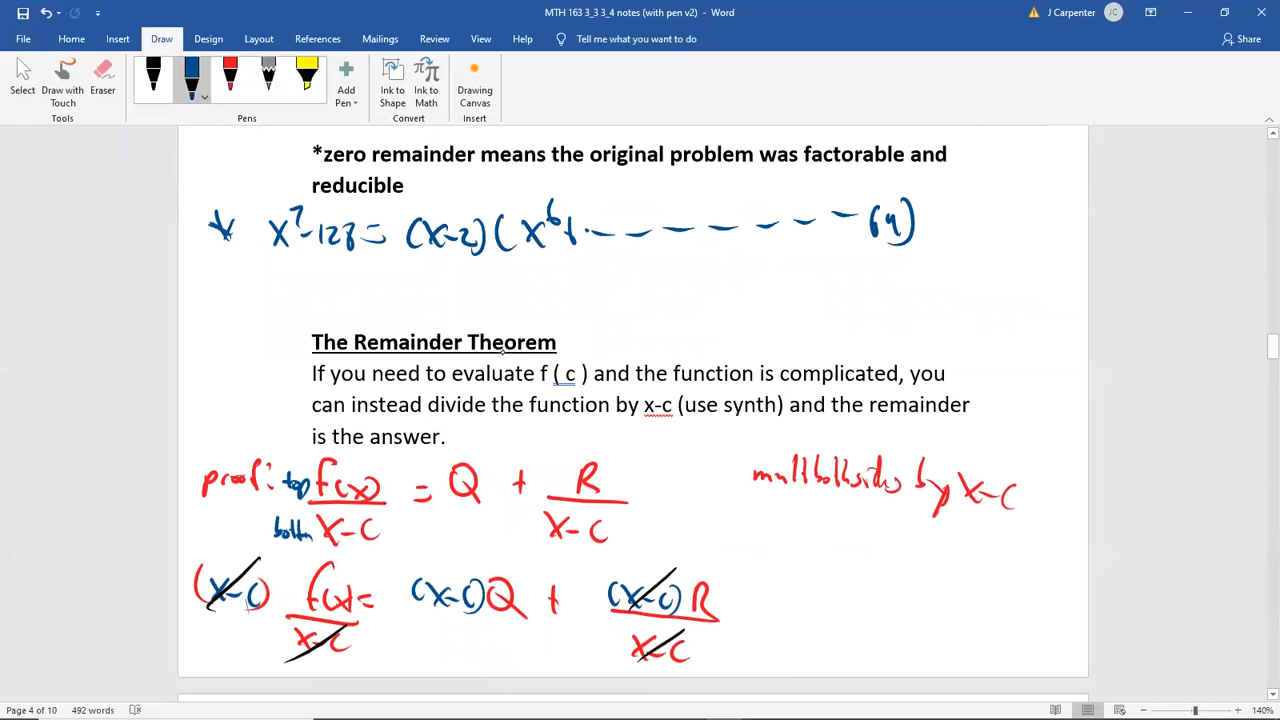 MTH 163 3_3 3_4 notes (with pen v2) - Word
J Carpenter JC
File Home Insert Draw Design Layout References Mailings Review View Help Tell me what you want to do Share
Select Draw with Touch Eraser Add Pen Ink to Shape Ink to Math Drawing Canvas
Tools Pens Convert Insert
*zero remainder means the original problem was factorable and
reducible
* x⁷-128= (x-2)(x⁶+ - - - - - - - 64)
The Remainder Theorem
If you need to evaluate f ( c ) and the function is complicated, you
can instead divide the function by x-c (use synth) and the remainder
is the answer.
proof: top f(x) = Q + R mult both sides by x-c
bottm x-c x-c
(x-c) f(x)= (x-c)Q + (x-c)R
x-c x-c
Page 4 of 10 492 words 140%